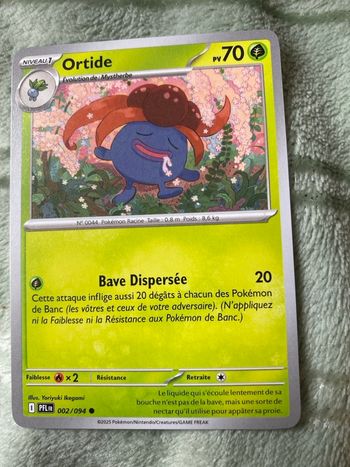 NIVEAU 1 Ortide PV 70
Évolution de : Mystherbe
N° 0044 Pokémon Racine Taille : 0.8 m Poids : 8,6 kg
Bave Dispersée 20
Cette attaque inflige aussi 20 dégâts à chacun des Pokémon
de Banc (les vôtres et ceux de votre adversaire). (N'appliquez
ni la Faiblesse ni la Résistance aux Pokémon de Banc.)
Faiblesse ×2 Résistance Retraite
Illus. Yoriyuki Ikegami
I PFL FR 002/094
Le liquide qui s'écoule lentement de sa
bouche n'est pas de la bave, mais une sorte de
nectar qu'il utilise pour appâter sa proie.
©2025 Pokémon/Nintendo/Creatures/GAME FREAK